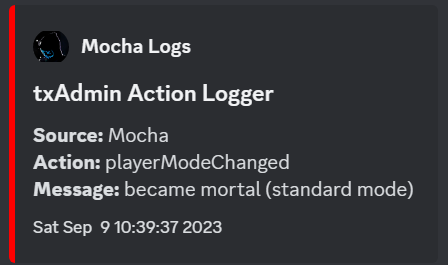 Mocha Logs
txAdmin Action Logger
Source: Mocha
Action: playerModeChanged
Message: became mortal (standard mode)
Sat Sep  9 10:39:37 2023